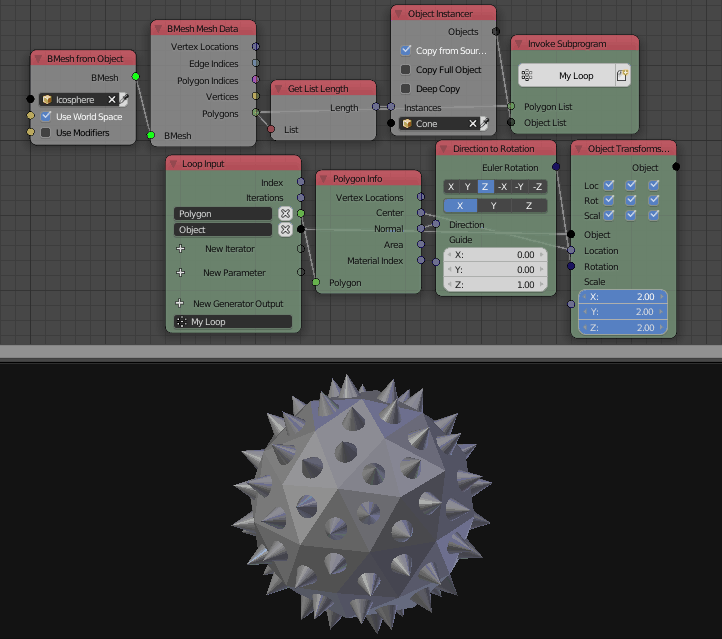 BMesh from Object
BMesh
Icosphere
Use World Space
Use Modifiers
BMesh Mesh Data
Vertex Locations
Edge Indices
Polygon Indices
Vertices
Polygons
BMesh
Get List Length
Length
List
Object Instancer
Objects
Copy from Sour...
Copy Full Object
Deep Copy
Instances
Cone
Invoke Subprogram
My Loop
Polygon List
Object List
Loop Input
Index
Iterations
Polygon
Object
New Iterator
New Parameter
New Generator Output
My Loop
Polygon Info
Vertex Locations
Center
Normal
Area
Material Index
Polygon
Direction to Rotation
Euler Rotation
X Y Z -X -Y -Z
X Y Z
Direction
Guide
X: 0.00
Y: 0.00
Z: 1.00
Object Transforms...
Object
Loc
Rot
Scal
Object
Location
Rotation
Scale
X: 2.00
Y: 2.00
Z: 2.00